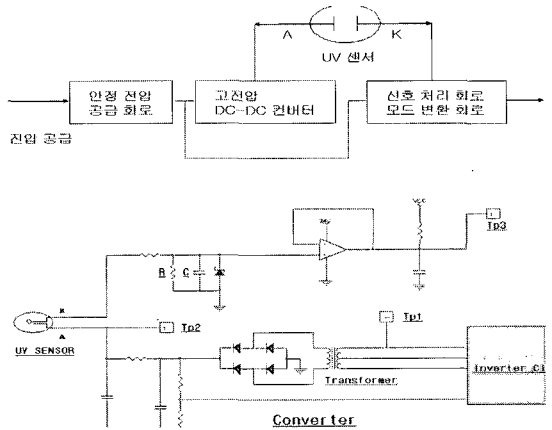 A
K
UV 센서
안정 전압
공급 회로
고전압
DC-DC 컨버터
신호 처리 회로
모드 변환 회로
전압 공급
VCC
Tp3
R
C
K
A
Tp2
UV SENSOR
Tp1
Transformer
Inverter Ci
Converter